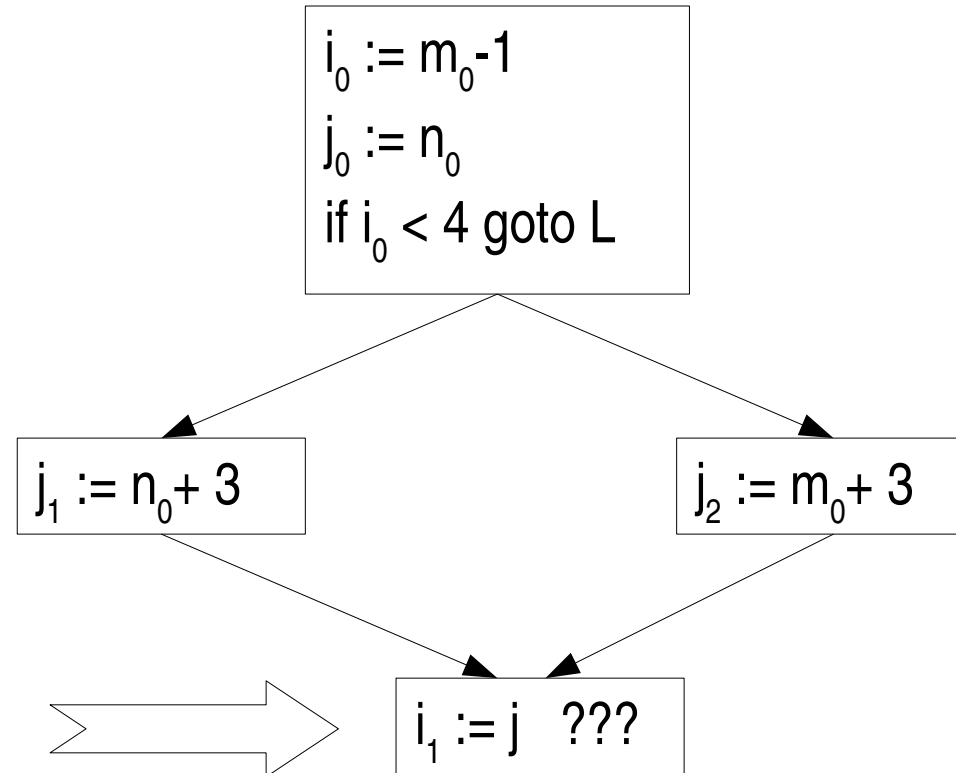 i₀ := m₀-1
j₀ := n₀
if i₀ < 4 goto L
j₁ := n₀+ 3
j₂ := m₀+ 3
i₁ := j ???